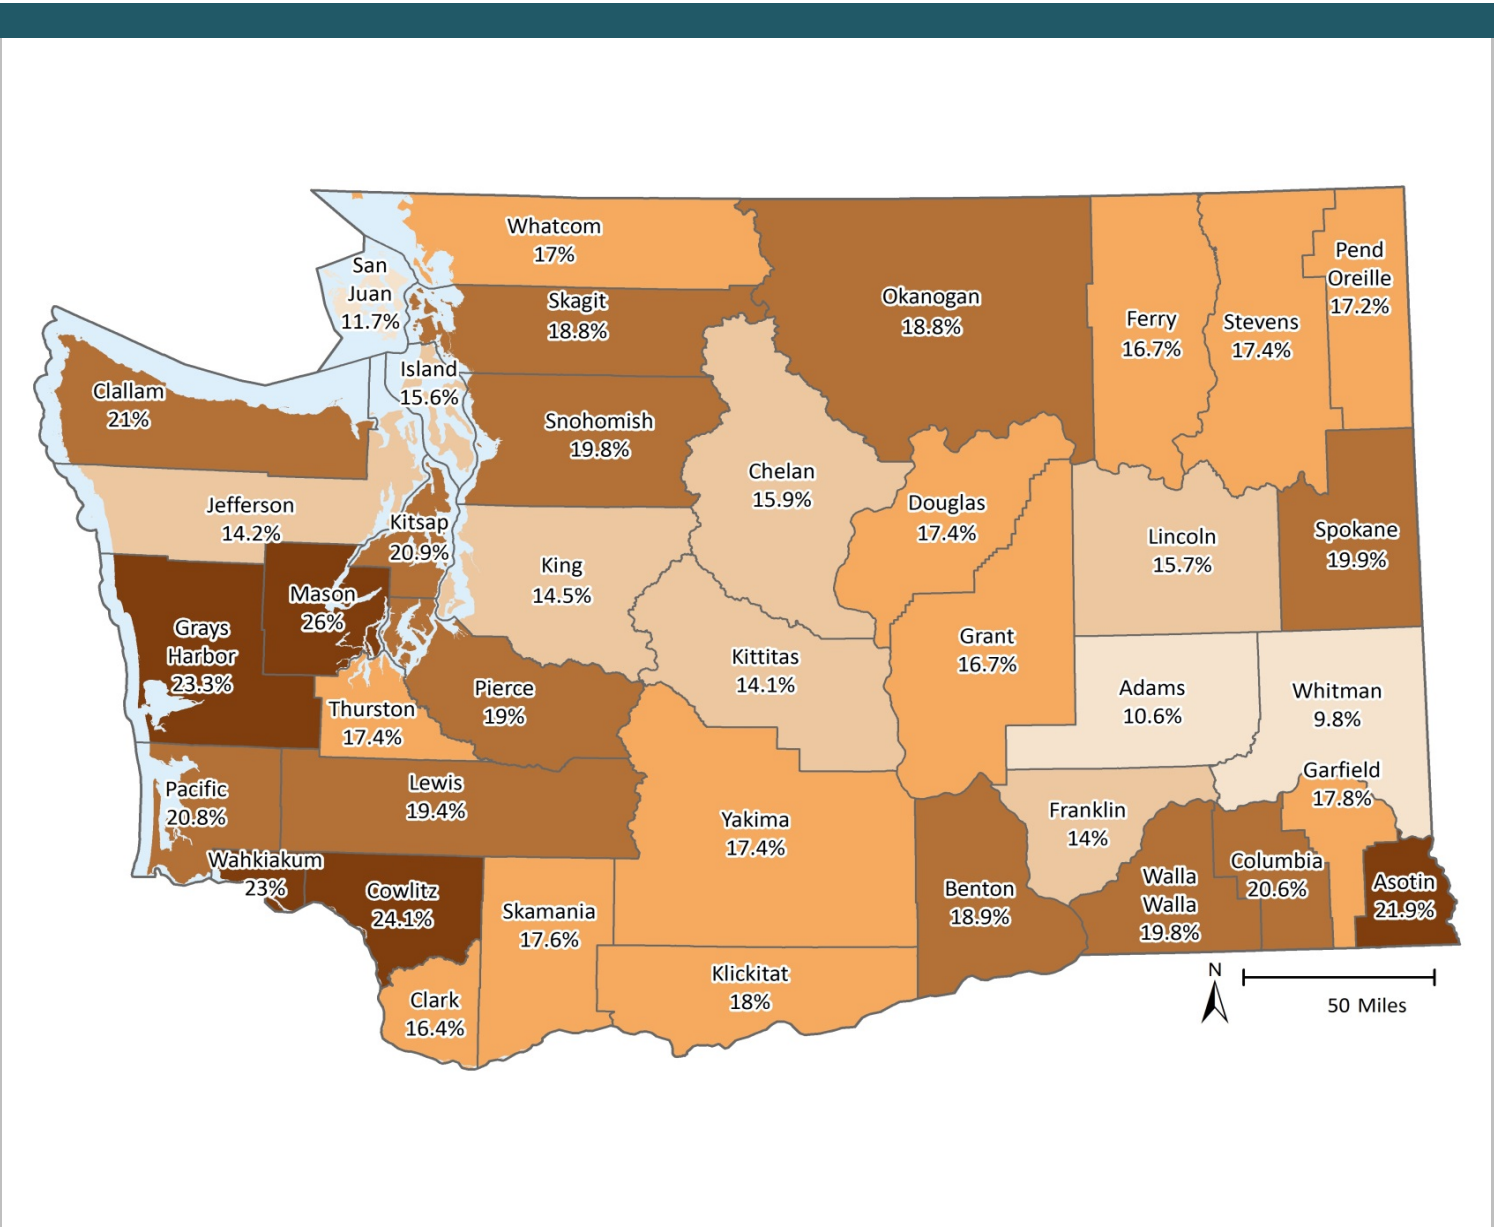 Whatcom
17%
San
Juan
11.7%
Skagit
18.8%
Okanogan
18.8%
Ferry
16.7%
Stevens
17.4%
Pend
Oreille
17.2%
Clallam
21%
Island
15.6%
Snohomish
19.8%
Chelan
15.9%
Douglas
17.4%
Jefferson
14.2%
Kitsap
20.9%
King
14.5%
Lincoln
15.7%
Spokane
19.9%
Mason
26%
Grays
Harbor
23.3%
Kittitas
14.1%
Grant
16.7%
Adams
10.6%
Whitman
9.8%
Thurston
17.4%
Pierce
19%
Pacific
20.8%
Lewis
19.4%
Yakima
17.4%
Franklin
14%
Garfield
17.8%
Wahkiakum
23%
Cowlitz
24.1%
Skamania
17.6%
Benton
18.9%
Walla
Walla
19.8%
Columbia
20.6%
Asotin
21.9%
Clark
16.4%
Klickitat
18%
N
50 Miles